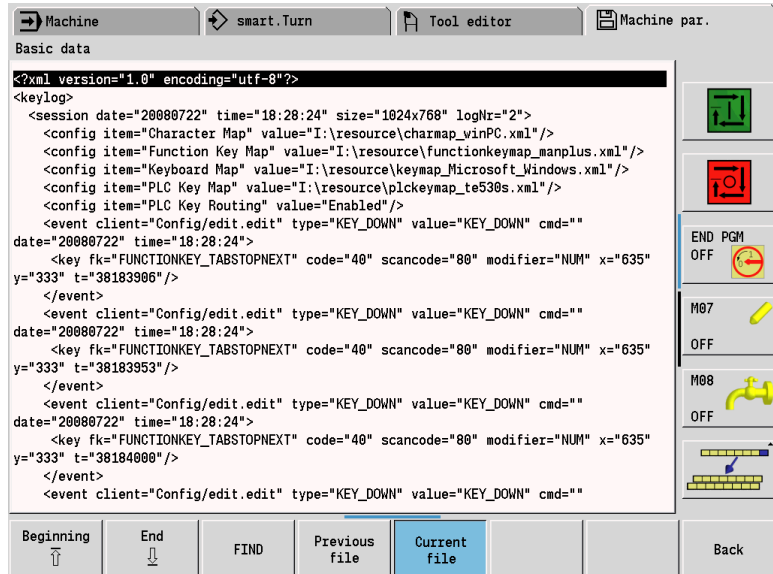 Machine
smart.Turn
Tool editor
Machine par.
Basic data
<?xml version="1.0" encoding="utf-8"?>
<keylog>
<session date="20080722" time="18:28:24" size="1024x768" logNr="2">
<config item="Character Map" value="I:\resource\charmap_winPC.xml"/>
<config item="Function Key Map" value="I:\resource\functionkeymap_manplus.xml"/>
<config item="Keyboard Map" value="I:\resource\keymap_Microsoft_Windows.xml"/>
<config item="PLC Key Map" value="I:\resource\plckeymap_te530s.xml"/>
<config item="PLC Key Routing" value="Enabled"/>
<event client="Config/edit.edit" type="KEY_DOWN" value="KEY_DOWN" cmd=""
date="20080722" time="18:28:24">
<key fk="FUNCTIONKEY_TABSTOPNEXT" code="40" scancode="80" modifier="NUM" x="635"
y="333" t="38183906"/>
</event>
<event client="Config/edit.edit" type="KEY_DOWN" value="KEY_DOWN" cmd=""
date="20080722" time="18:28:24">
<key fk="FUNCTIONKEY_TABSTOPNEXT" code="40" scancode="80" modifier="NUM" x="635"
y="333" t="38183953"/>
</event>
<event client="Config/edit.edit" type="KEY_DOWN" value="KEY_DOWN" cmd=""
date="20080722" time="18:28:24">
<key fk="FUNCTIONKEY_TABSTOPNEXT" code="40" scancode="80" modifier="NUM" x="635"
y="333" t="38184000"/>
</event>
<event client="Config/edit.edit" type="KEY_DOWN" value="KEY_DOWN" cmd=""
END PGM
OFF
0 1
M07
OFF
M08
OFF
Beginning
End
FIND
Previous
file
Current
file
Back